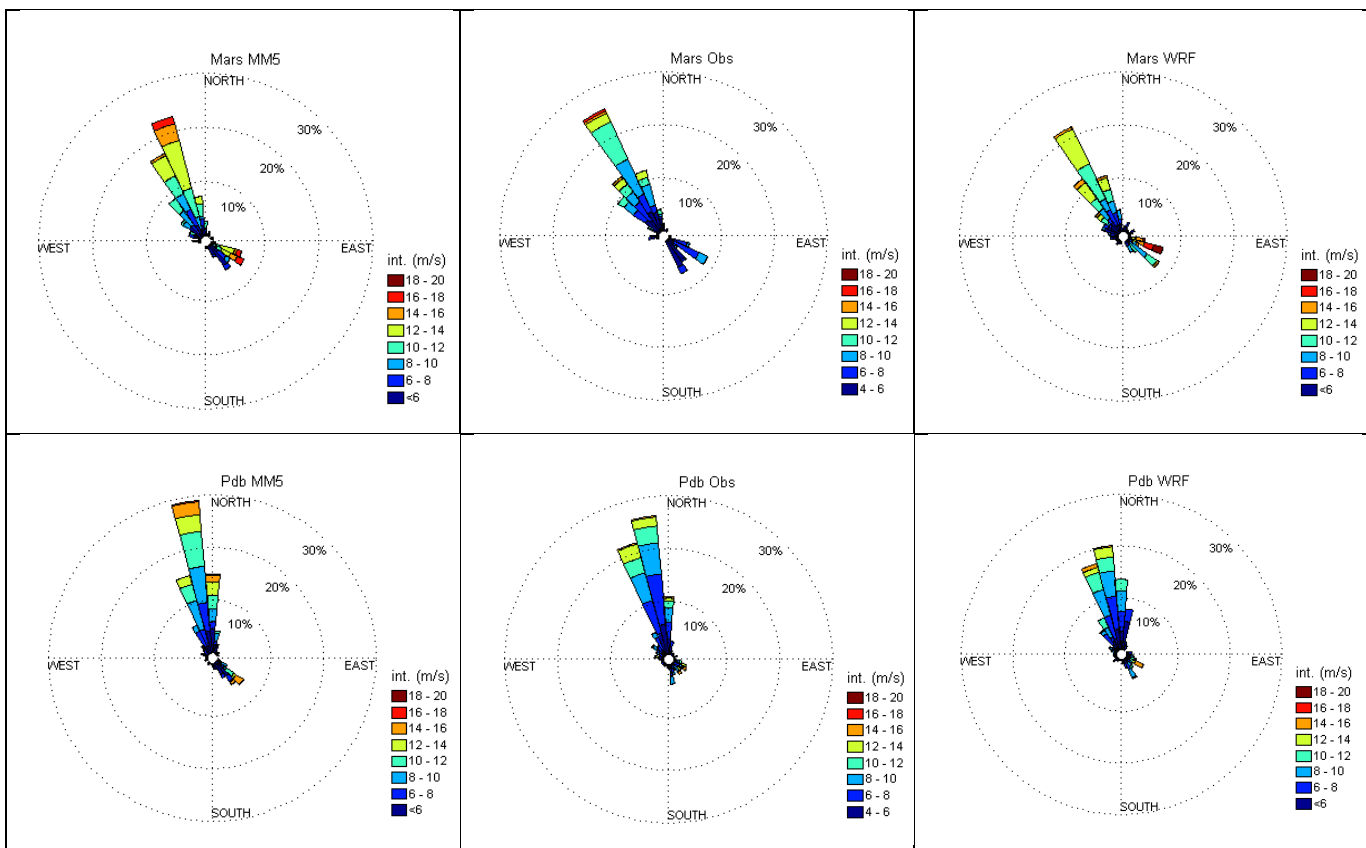 Mars MM5
NORTH
30%
20%
10%
WEST
EAST
SOUTH
int. (m/s)
18 - 20
16 - 18
14 - 16
12 - 14
10 - 12
8 - 10
6 - 8
<6
Mars Obs
NORTH
30%
20%
10%
WEST
EAST
SOUTH
int. (m/s)
18 - 20
16 - 18
14 - 16
12 - 14
10 - 12
8 - 10
6 - 8
4 - 6
Mars WRF
NORTH
30%
20%
10%
WEST
EAST
SOUTH
int. (m/s)
18 - 20
16 - 18
14 - 16
12 - 14
10 - 12
8 - 10
6 - 8
<6
Pdb MM5
NORTH
30%
20%
10%
WEST
EAST
SOUTH
int. (m/s)
18 - 20
16 - 18
14 - 16
12 - 14
10 - 12
8 - 10
6 - 8
<6
Pdb Obs
NORTH
30%
20%
10%
WEST
EAST
SOUTH
int. (m/s)
18 - 20
16 - 18
14 - 16
12 - 14
10 - 12
8 - 10
6 - 8
4 - 6
Pdb WRF
NORTH
30%
20%
10%
WEST
EAST
SOUTH
int. (m/s)
18 - 20
16 - 18
14 - 16
12 - 14
10 - 12
8 - 10
6 - 8
<6